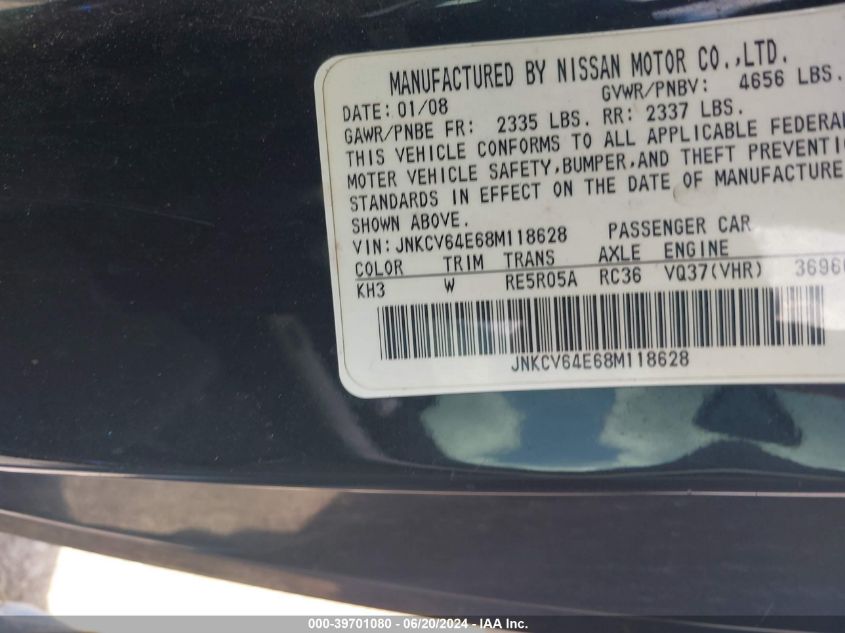 MANUFACTURED BY NISSAN MOTOR CO.,LTD.
DATE: 01/08 GVWR/PNBV: 4656 LBS.
GAWR/PNBE FR: 2335 LBS. RR: 2337 LBS.
THIS VEHICLE CONFORMS TO ALL APPLICABLE FEDERAL
MOTER VEHICLE SAFETY,BUMPER,AND THEFT PREVENTI
STANDARDS IN EFFECT ON THE DATE OF MANUFACTURE
SHOWN ABOVE.
VIN:JNKCV64E68M118628 PASSENGER CAR
COLOR TRIM TRANS AXLE ENGINE
KH3 W RE5R05A RC36 VQ37(VHR) 3696
JNKCV64E68M118628
000-39701080 - 06/20/2024 - IAA Inc.